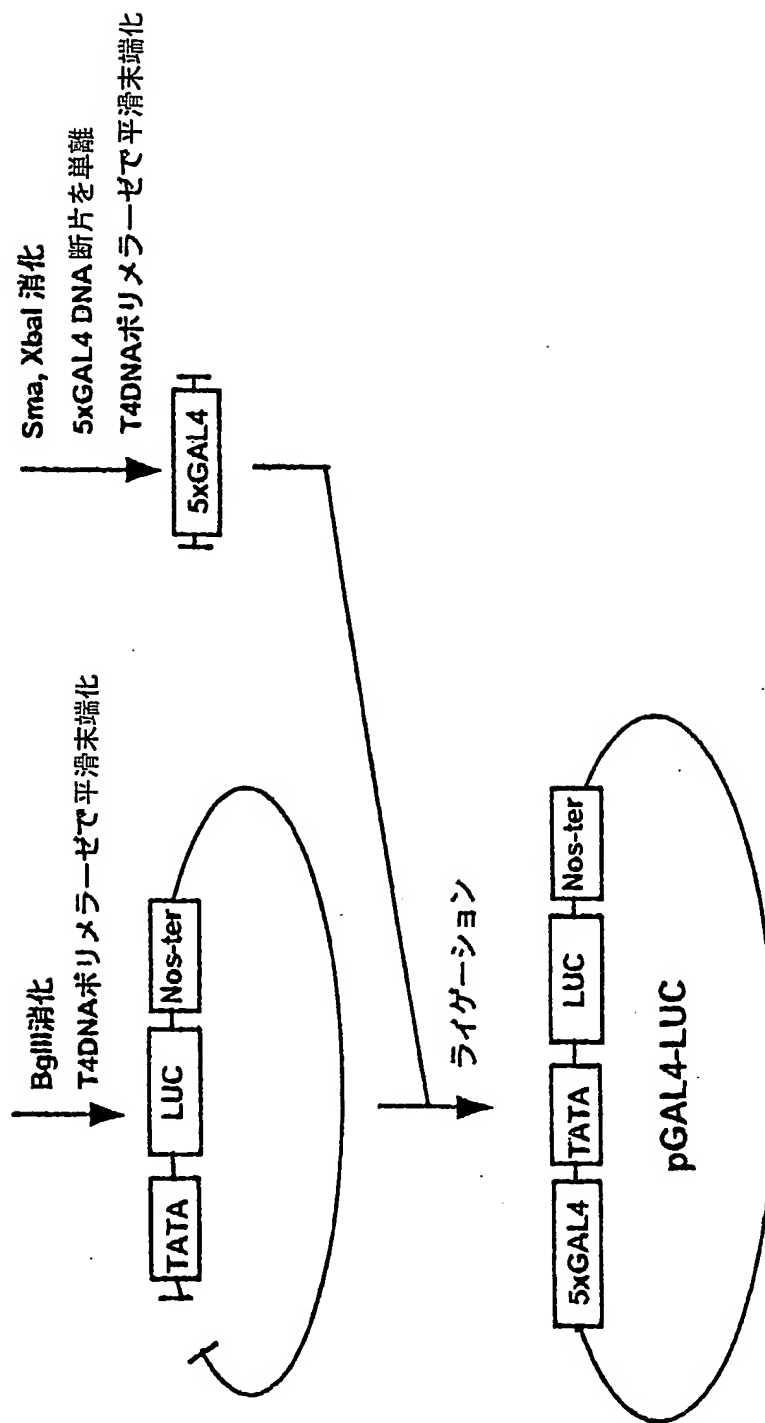 BglII消化
T4DNAポリメラーゼで平滑末端化
Sma, XbaI 消化
5xGAL4 DNA 断片を単離
T4DNAポリメラーゼで平滑末端化
TATA
LUC
Nos-ter
5xGAL4
ライゲーション
5xGAL4
TATA
LUC
Nos-ter
pGAL4-LUC